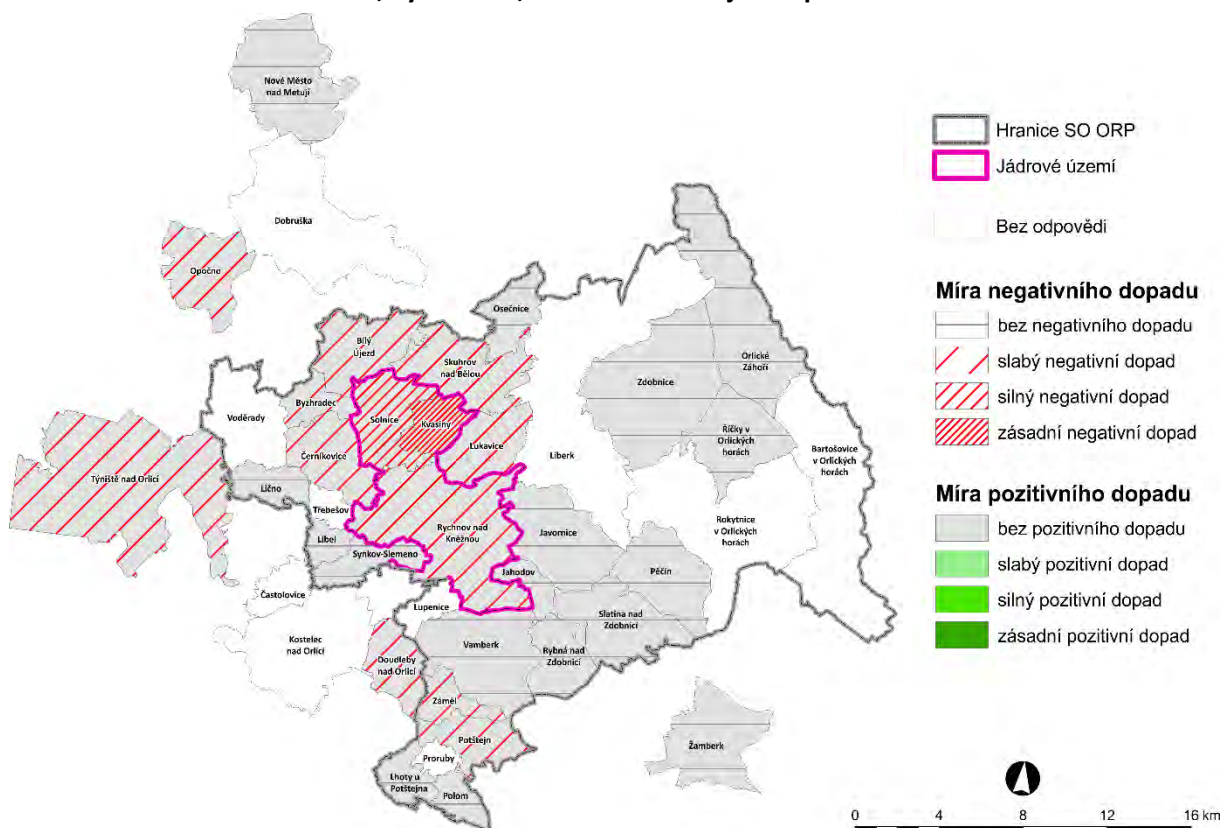 Nové Město
nad Metují
Dobruška
Opočno
Osečnice
Bílý
Újezd
Skuhrov
nad Bělou
Orlické
Záhoří
Zdobnice
Byzhradec
Solnice
Kvasiny
Voděrady
Lukavice
Říčky v
Orlických
horách
Černíkovice
Liberk
Bartošovice
v Orlických
horách
Týniště nad Orlicí
Lično
Třebešov
Rychnov nad
Kněžnou
Rokytnice
v Orlických
horách
Javornice
Libel
Synkov-Slemeno
Jahodov
Pěčín
Častolovice
Lupenice
Slatina nad
Zdobnicí
Kostelec
nad Orlicí
Vamberk
Rybná nad
Zdobnicí
Doudleby
nad Orlicí
Záměl
Potštejn
Proruby
Žamberk
Lhoty u
Potštejna
Polom
Hranice SO ORP
Jádrové území
Bez odpovědi
Míra negativního dopadu
bez negativního dopadu
slabý negativní dopad
silný negativní dopad
zásadní negativní dopad
Míra pozitivního dopadu
bez pozitivního dopadu
slabý pozitivní dopad
silný pozitivní dopad
zásadní pozitivní dopad
0 4 8 12 16 km